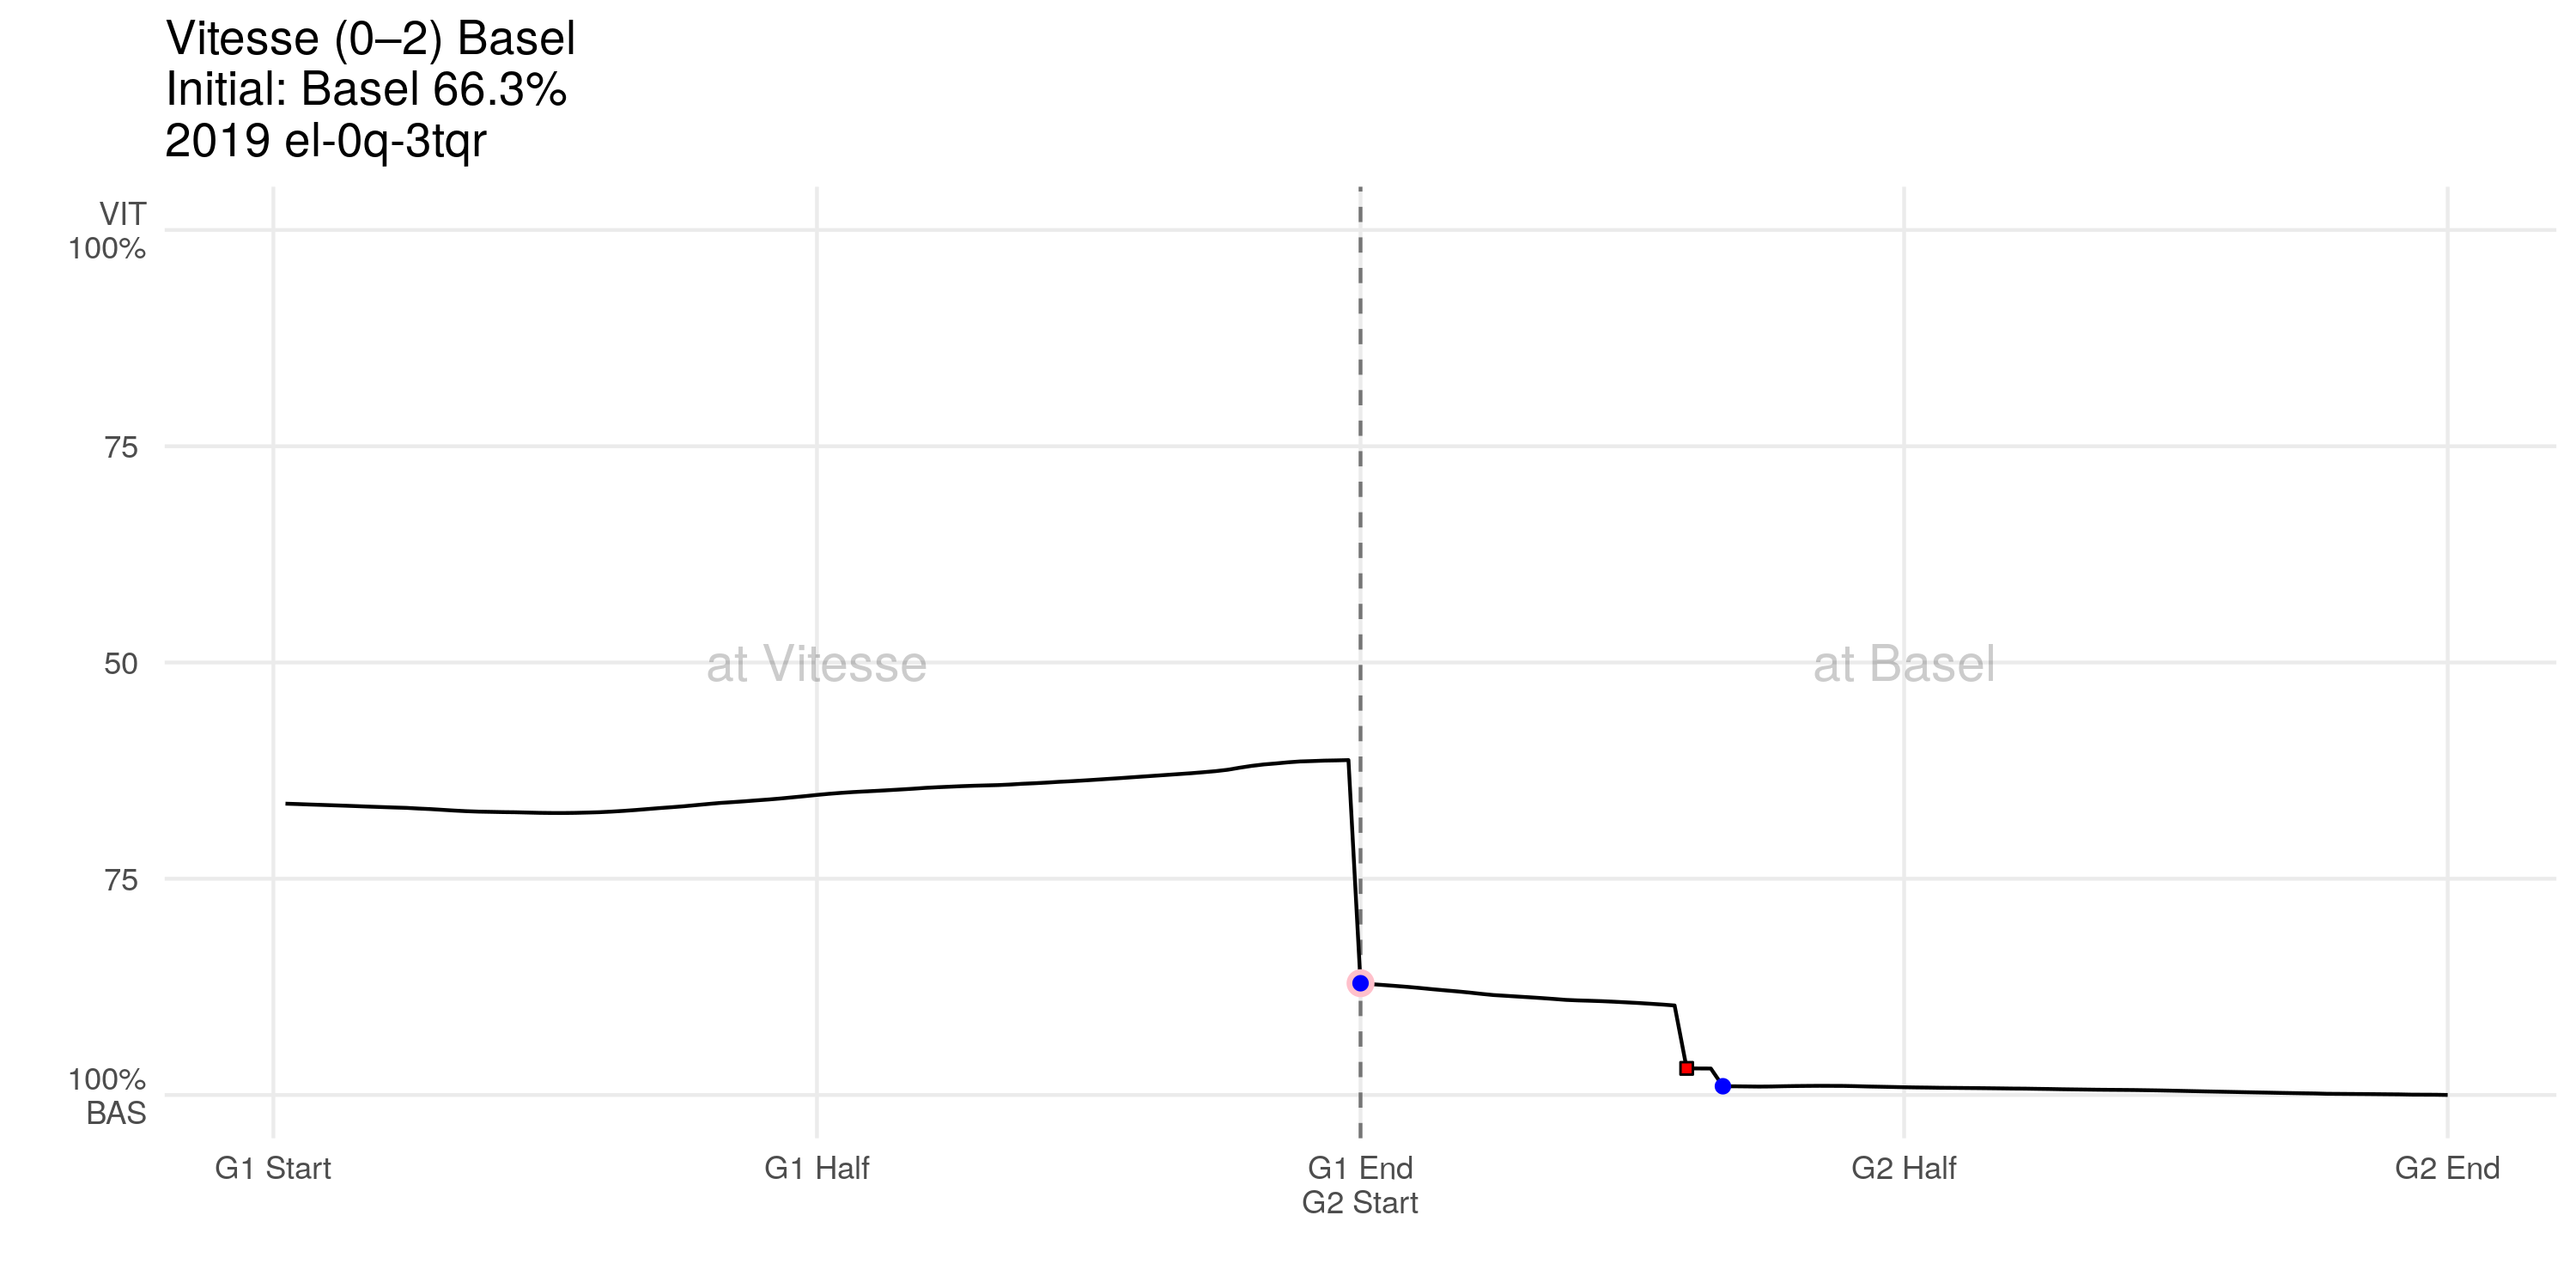 Vitesse (0–2) Basel
Initial: Basel 66.3%
2019 el-0q-3tqr
VIT
100%
75
50
75
100%
BAS
at Vitesse
at Basel
G1 Start
G1 Half
G1 End
G2 Start
G2 Half
G2 End